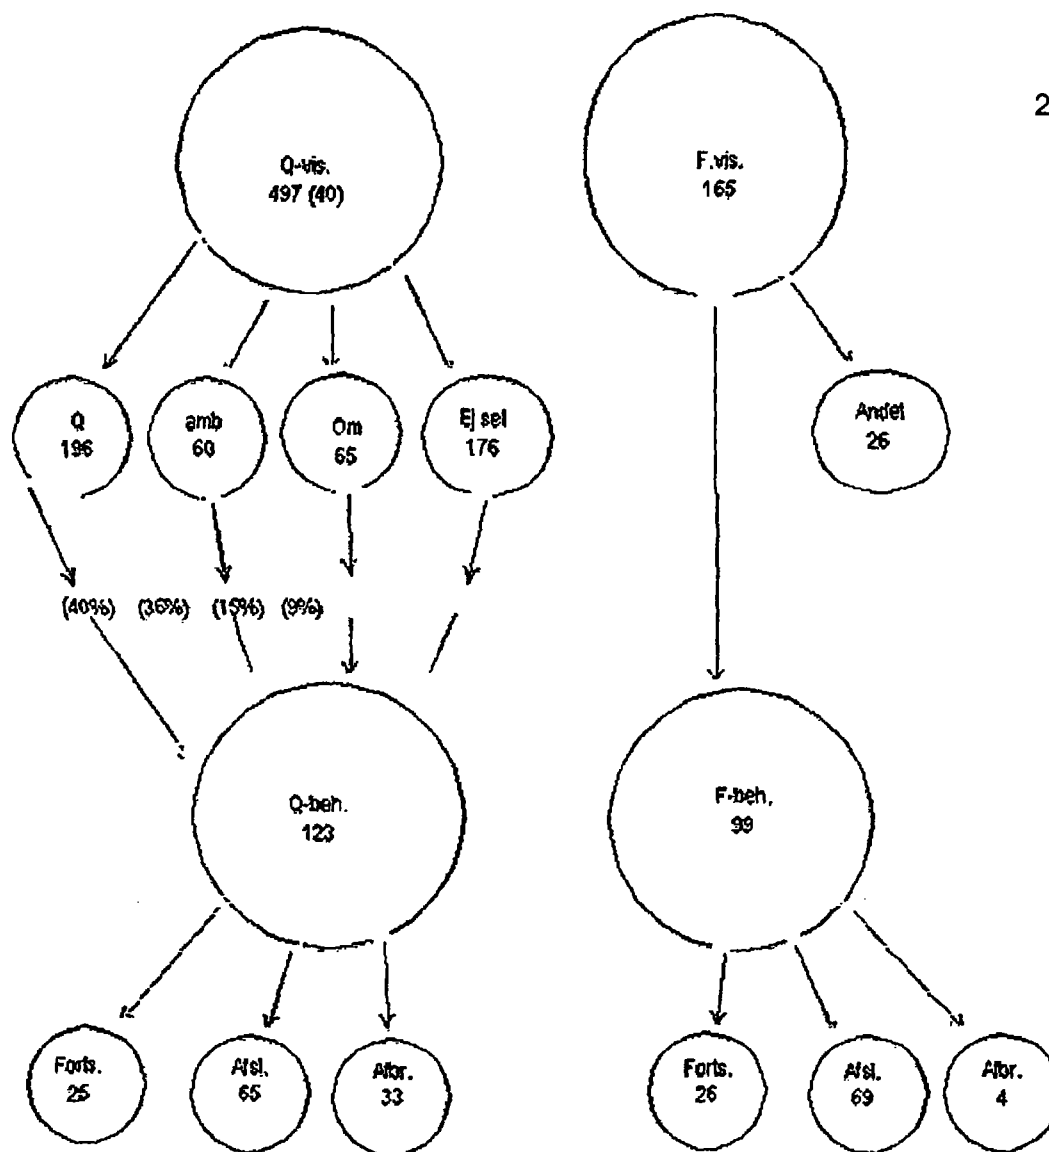 2
Q-vis.
497 (40)
F.vis.
165
Q
196
amb
60
Om
65
Ej sel
176
Andet
26
(40%) (36%) (15%) (9%)
Q-beh.
123
F-beh.
99
Forts.
25
Afsl.
65
Afbr.
33
Forts.
26
Afsl.
69
Afbr.
4